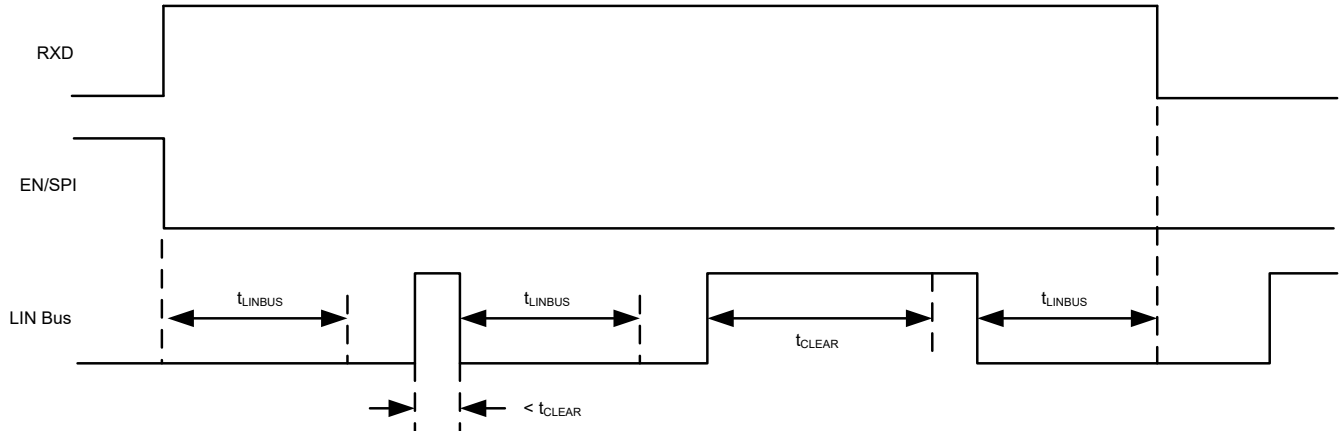 RXD
EN/SPI
LIN Bus
tLINBUS
tLINBUS
tCLEAR
tLINBUS
< tCLEAR